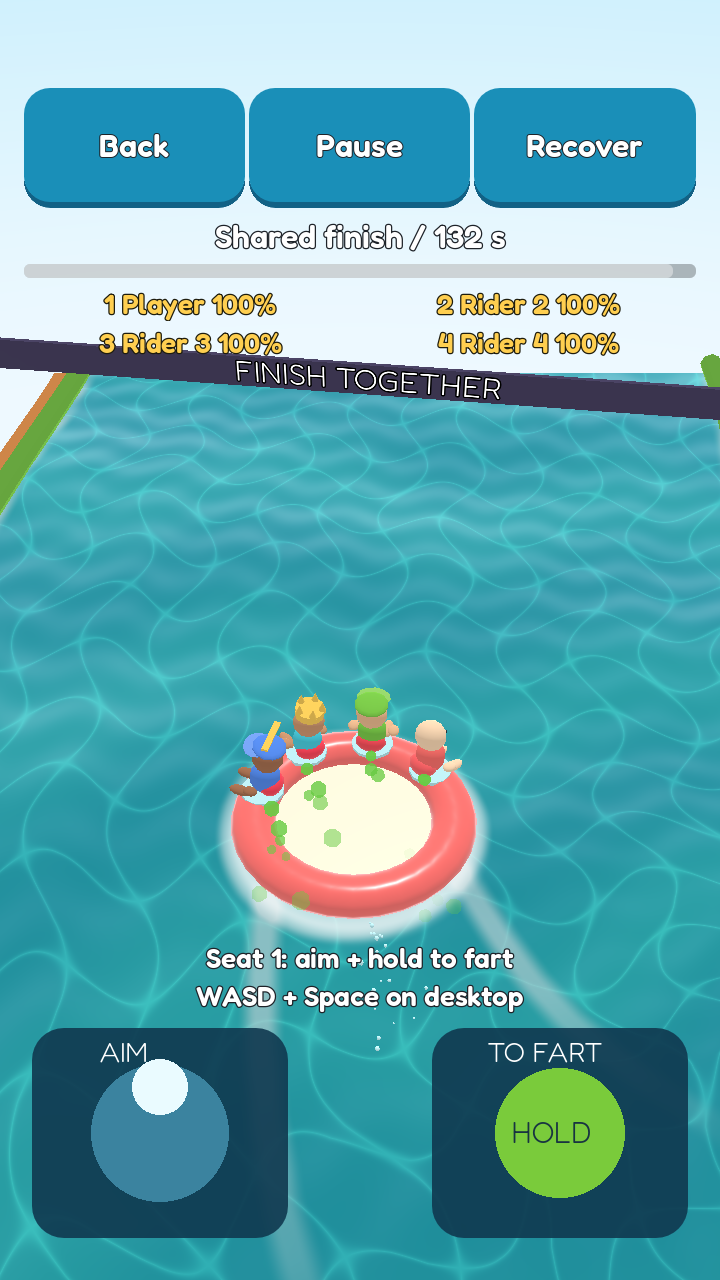 Back
Pause
Recover
Shared finish / 132 s
1 Player 100%
2 Rider 2 100%
3 Rider 3 100%
4 Rider 4 100%
FINISH TOGETHER
Seat 1: aim + hold to fart
WASD + Space on desktop
AIM
TO FART
HOLD